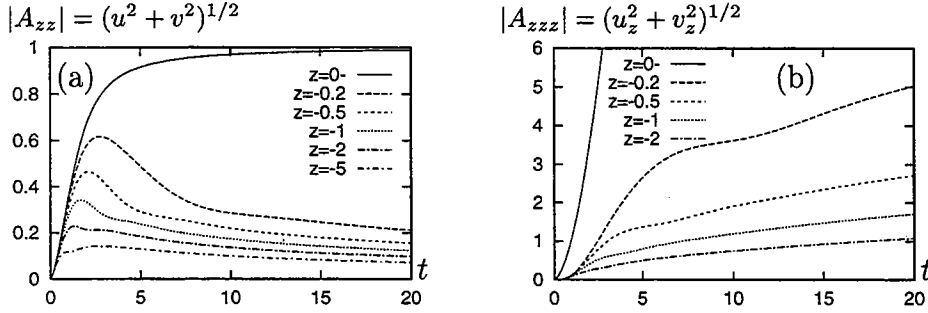 |A_{zz}| = (u^2 + v^2)^{1/2}
1
0.8
0.6
0.4
0.2
0
0 5 10 15 20
t
(a)
z=0-
z=-0.2
z=-0.5
z=-1
z=-2
z=-5
|A_{zzz}| = (u_z^2 + v_z^2)^{1/2}
6
5
4
3
2
1
0
0 5 10 15 20
t
(b)
z=0-
z=-0.2
z=-0.5
z=-1
z=-2